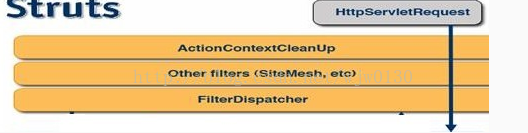 Struts
HttpServletRequest
ActionContextCleanUp
Other filters (SiteMesh, etc)
FilterDispatcher